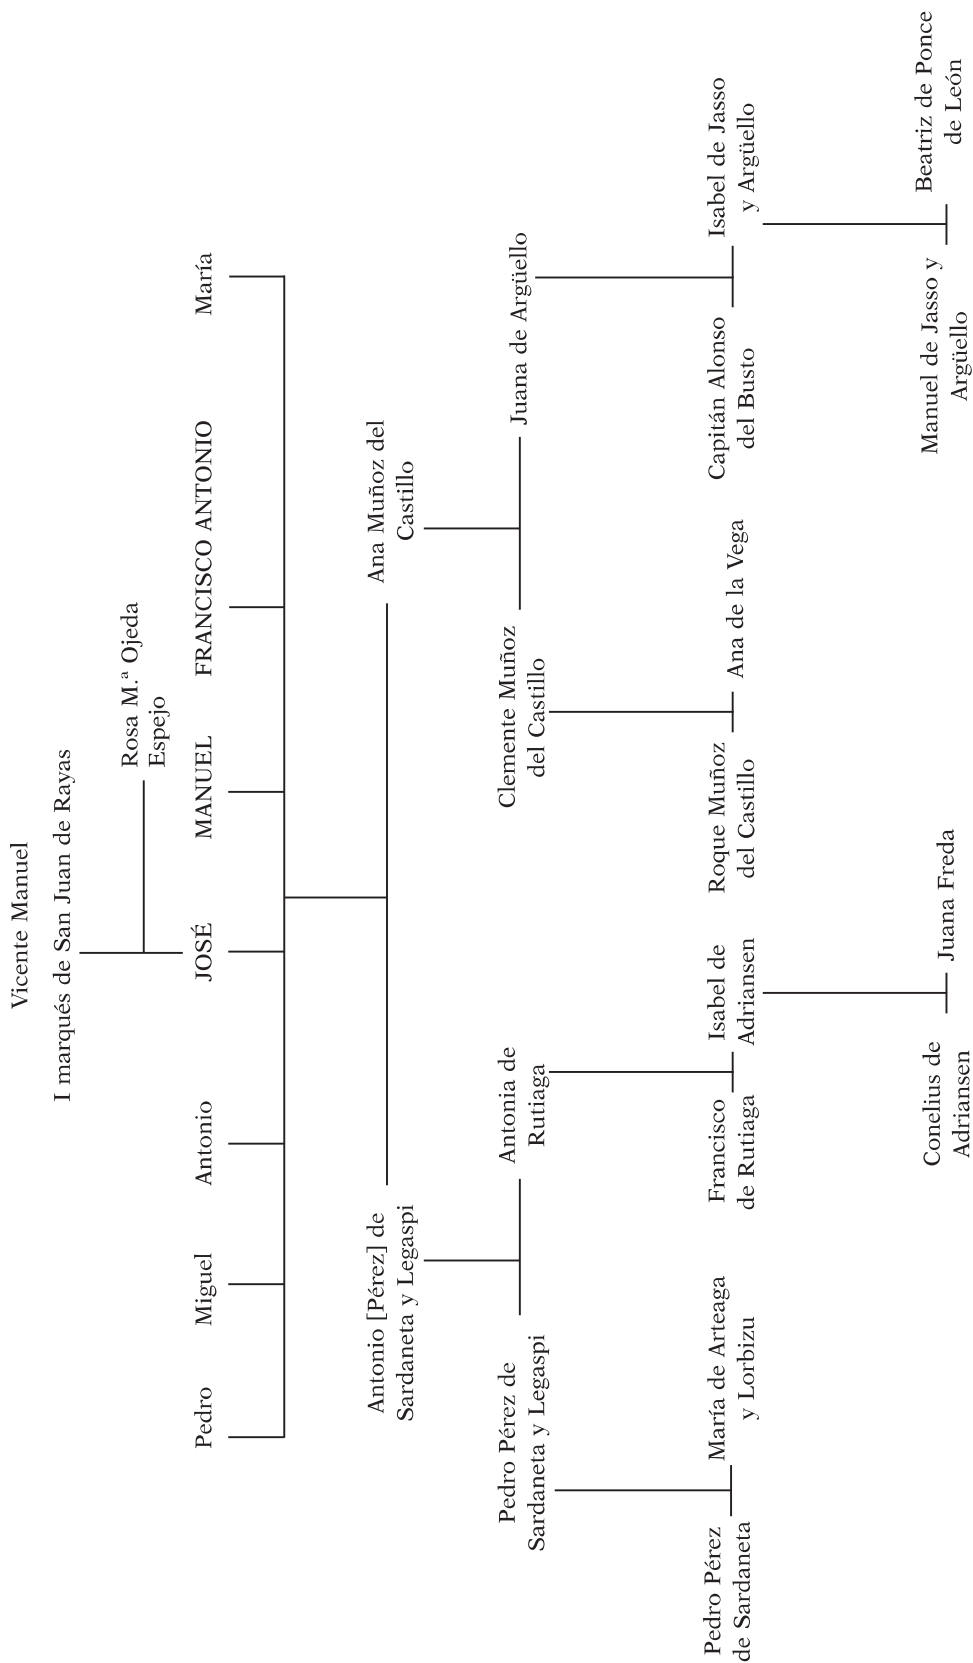 Vicente Manuel
I marqués de San Juan de Rayas
Rosa M.ª Ojeda
Espejo
Pedro
Miguel
Antonio
JOSÉ
MANUEL
FRANCISCO ANTONIO
María
Antonio [Pérez] de
Sardaneta y Legaspi
Ana Muñoz del
Castillo
Pedro Pérez de
Sardaneta y Legaspi
Antonia de
Rutiaga
Clemente Muñoz
del Castillo
Juana de Argüello
Pedro Pérez
de Sardaneta
María de Arteaga
y Lorbizu
Francisco
de Rutiaga
Isabel de
Adriansen
Roque Muñoz
del Castillo
Ana de la Vega
Capitán Alonso
del Busto
Isabel de Jasso
y Argüello
Conelius de
Adriansen
Juana Freda
Manuel de Jasso y
Argüello
Beatriz de Ponce
de León